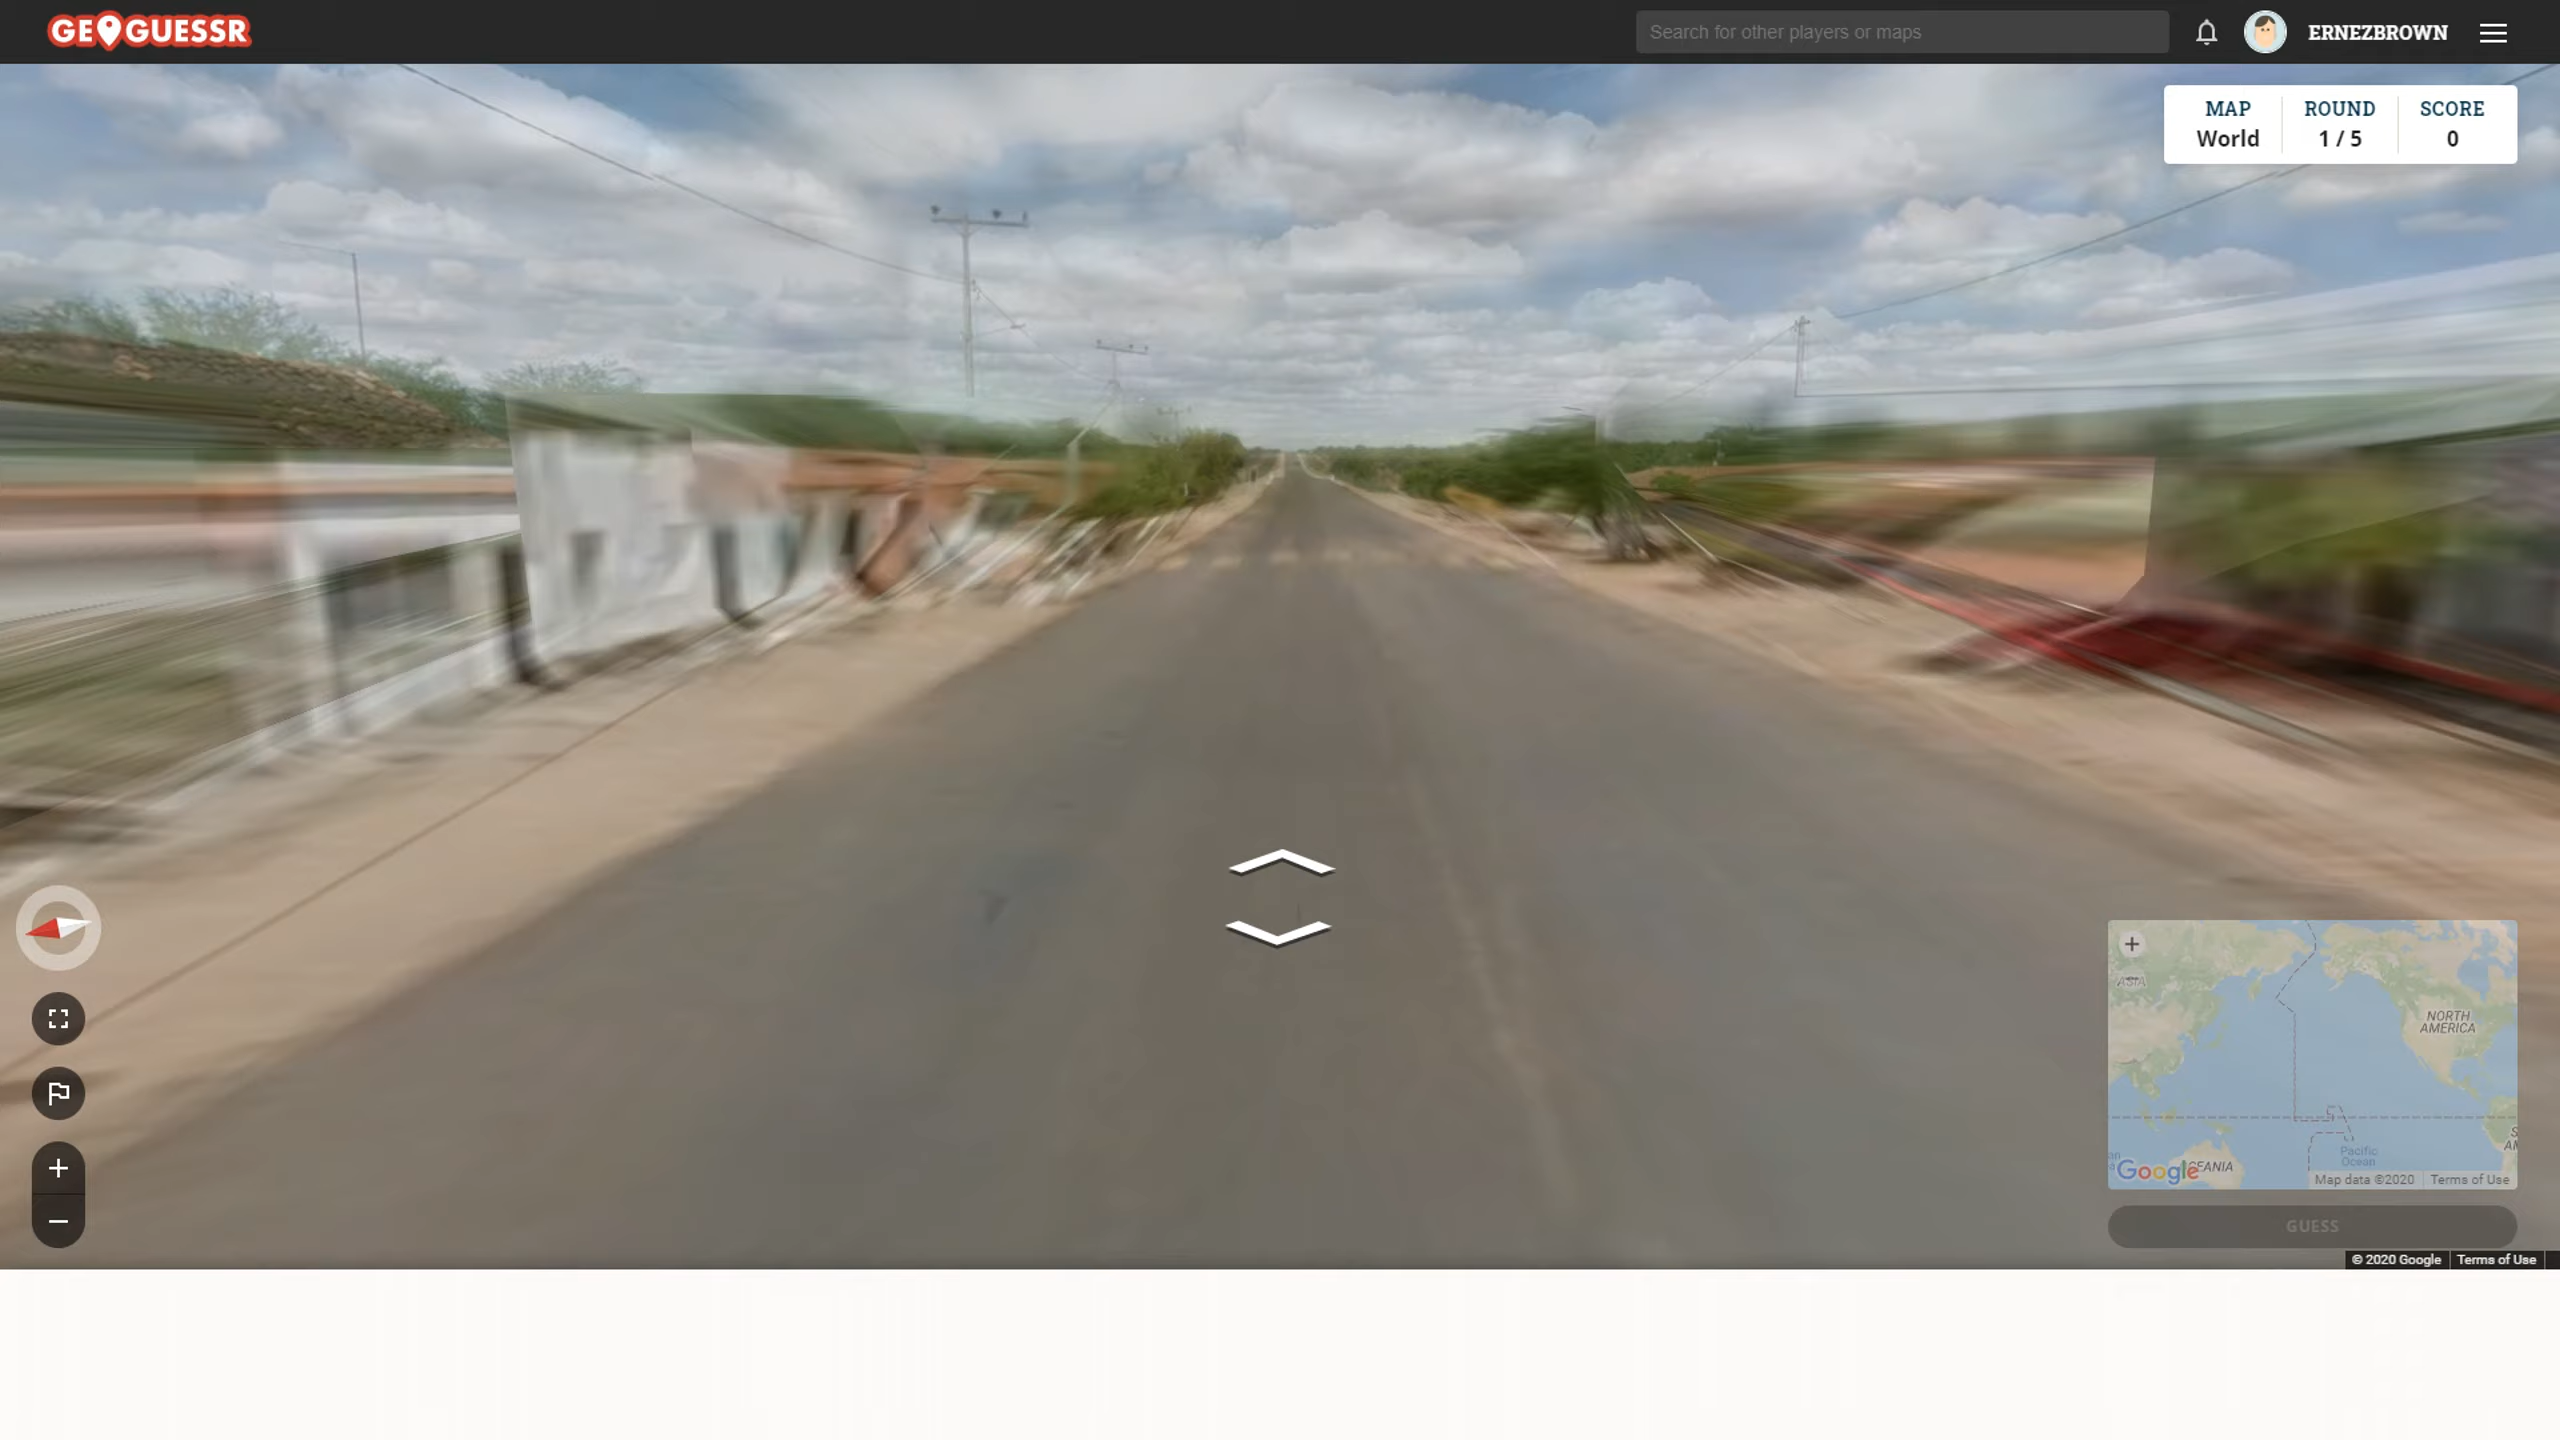 GEOGUESSR
Search for other players or maps
ERNEZBROWN
MAP ROUND SCORE
World 1 / 5 0
ASIA
NORTH
AMERICA
Pacific
Ocean
OCEANIA
Google
Map data ©2020 Terms of Use
GUESS
© 2020 Google Terms of Use